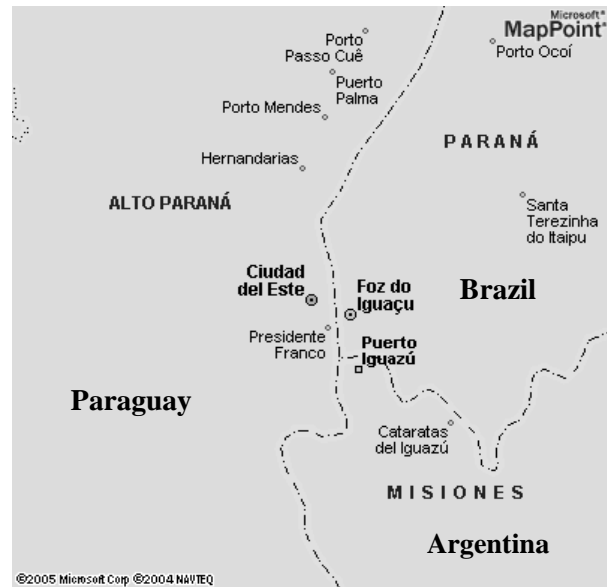 Microsoft®
MapPoint®
Porto
Passo Cuê
Porto Ocoí
Puerto
Palma
Porto Mendes
PARANÁ
Hernandarias
ALTO PARANÁ
Santa
Terezinha
do Itaipu
Ciudad
del Este
Foz do
Iguaçu
Brazil
Presidente
Franco
Puerto
Iguazú
Paraguay
Cataratas
del Iguazú
MISIONES
Argentina
©2005 Microsoft Corp ©2004 NAVTEQ